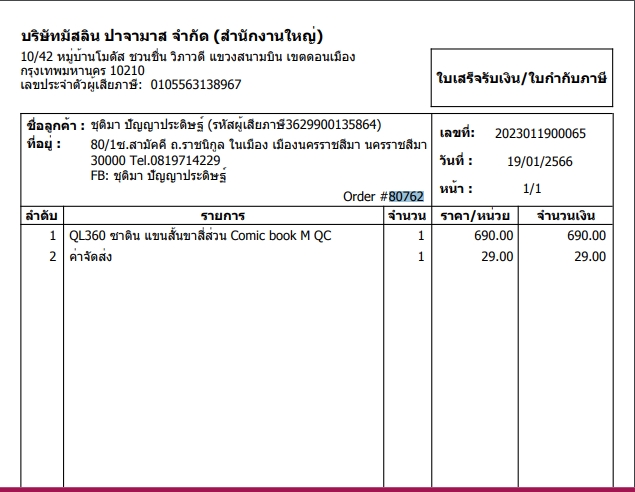 บริษัทมัสลิน ปาจามาส จำกัด (สำนักงานใหญ่)
10/42 หมู่บ้านโมดัส ชวนชื่น วิภาวดี แขวงสนามบิน เขตดอนเมือง
กรุงเทพมหานคร 10210
เลขประจำตัวผู้เสียภาษี: 0105563138967
ใบเสร็จรับเงิน/ใบกำกับภาษี
ชื่อลูกค้า : ชุติมา ปัญญาประดิษฐ์ (รหัสผู้เสียภาษี3629900135864)
ที่อยู่ : 80/1ซ.สามัคคี ถ.ราชนิกูล ในเมือง เมืองนครราชสีมา นครราชสีมา
30000 Tel.0819714229
FB: ชุติมา ปัญญาประดิษฐ์
Order #80762
เลขที่: 2023011900065
วันที่ : 19/01/2566
หน้า : 1/1
ลำดับ รายการ จำนวน ราคา/หน่วย จำนวนเงิน
1 QL360 ซาติน แขนสั้นขาสี่ส่วน Comic book M QC 1 690.00 690.00
2 ค่าจัดส่ง 1 29.00 29.00